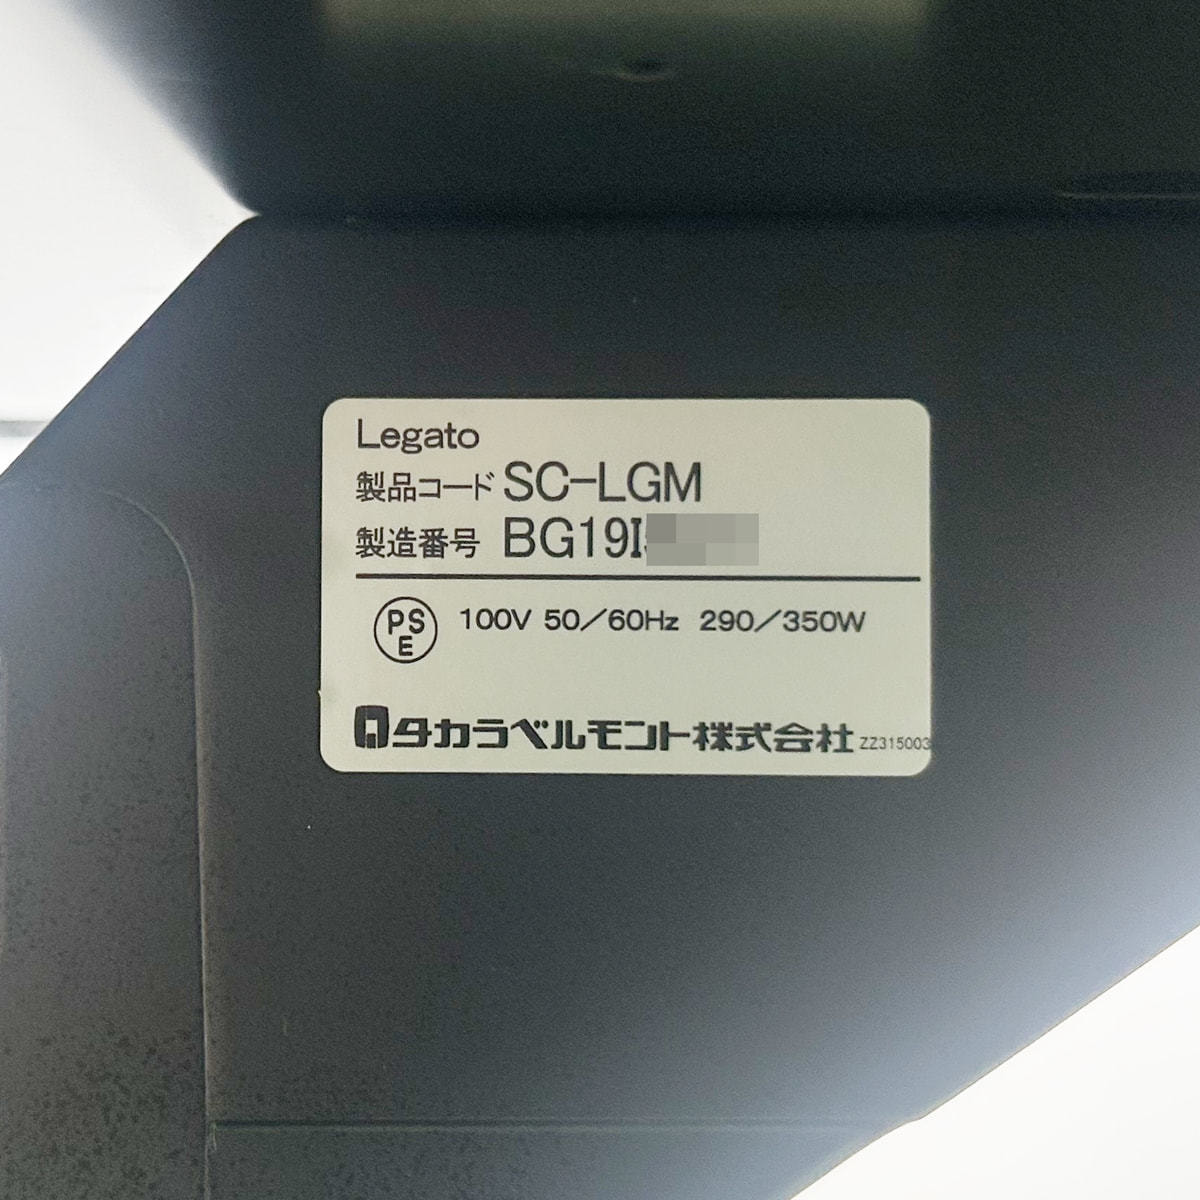 Legato
製品コード SC-LGM
製造番号 BG19I
PS
E
100V 50/60Hz 290/350W
タカラベルモント株式会社 ZZ315003